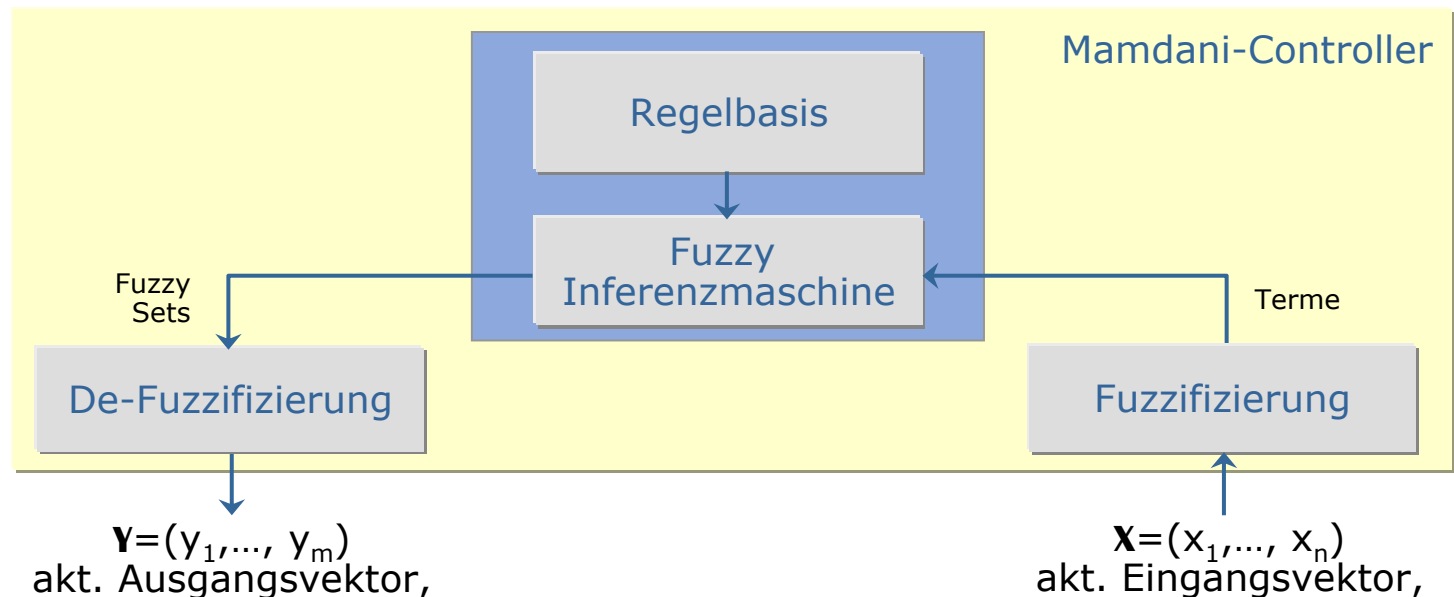 Mamdani-Controller
Regelbasis
Fuzzy
Inferenzmaschine
Fuzzy
Sets
Terme
De-Fuzzifizierung
Fuzzifizierung
Y=(y₁,…, yₘ)
akt. Ausgangsvektor,
X=(x₁,…, xₙ)
akt. Eingangsvektor,